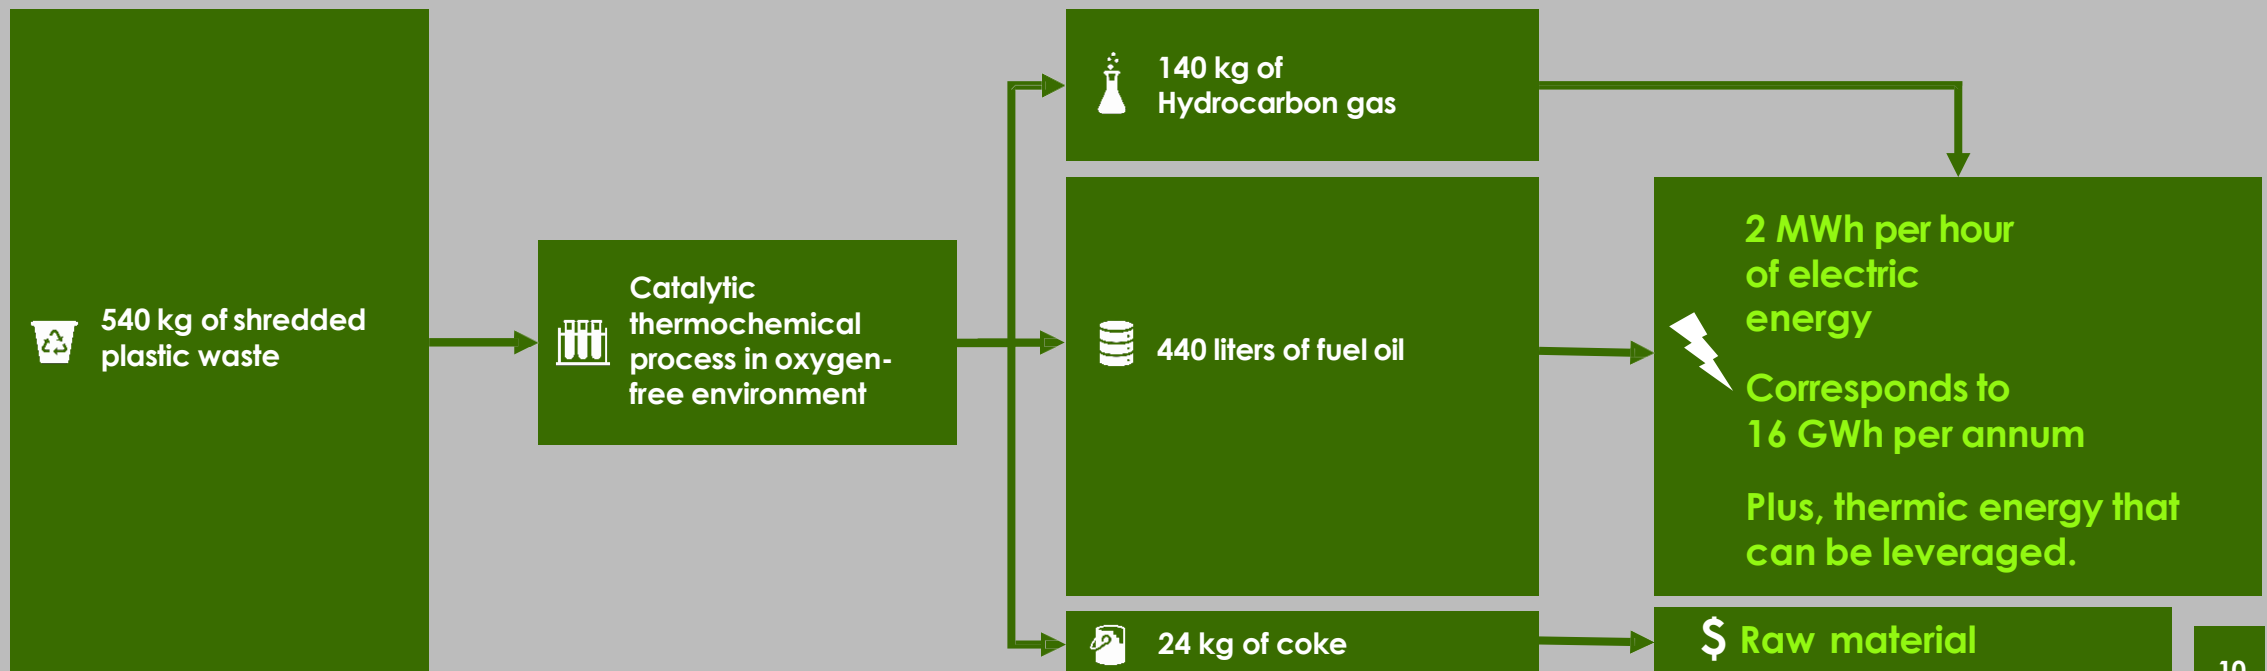 540 kg of shredded
plastic waste
Catalytic
thermochemical
process in oxygen-
free environment
140 kg of
Hydrocarbon gas
440 liters of fuel oil
24 kg of coke
2 MWh per hour
of electric
energy
Corresponds to
16 GWh per annum
Plus, thermic energy that
can be leveraged.
$ Raw material
10